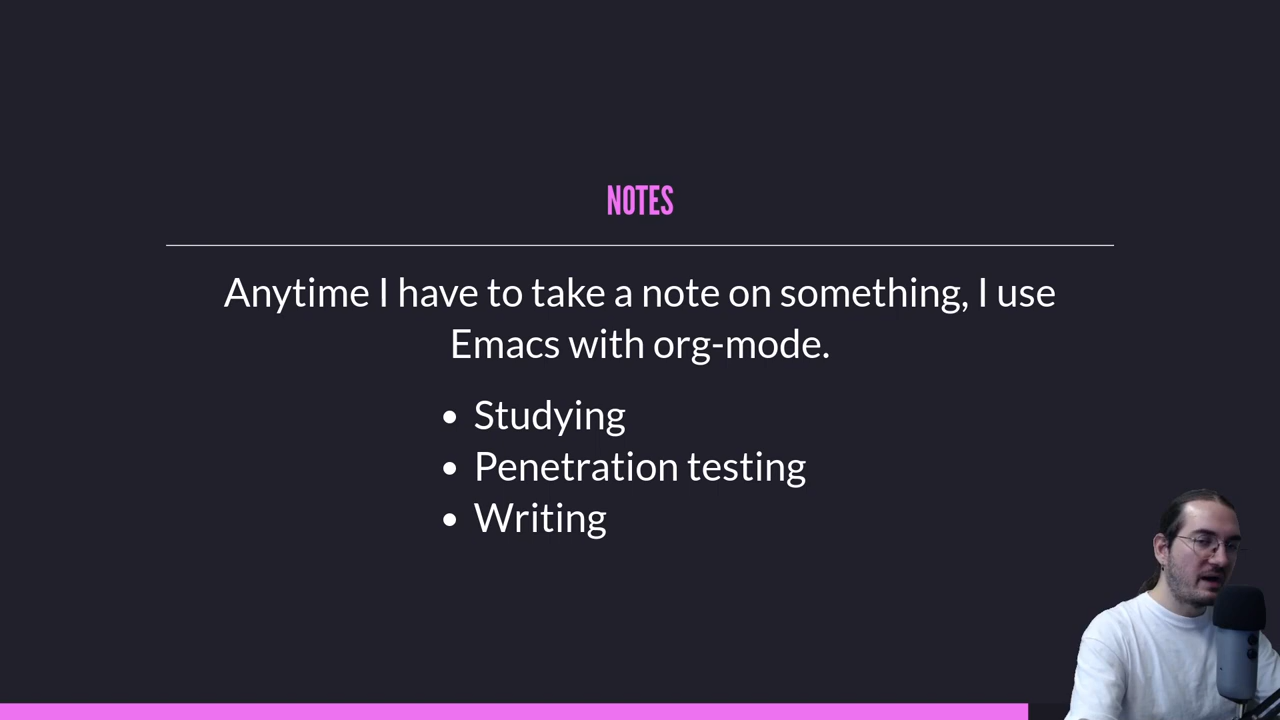 NOTES
Anytime I have to take a note on something, I use
Emacs with org-mode.
• Studying
• Penetration testing
• Writing